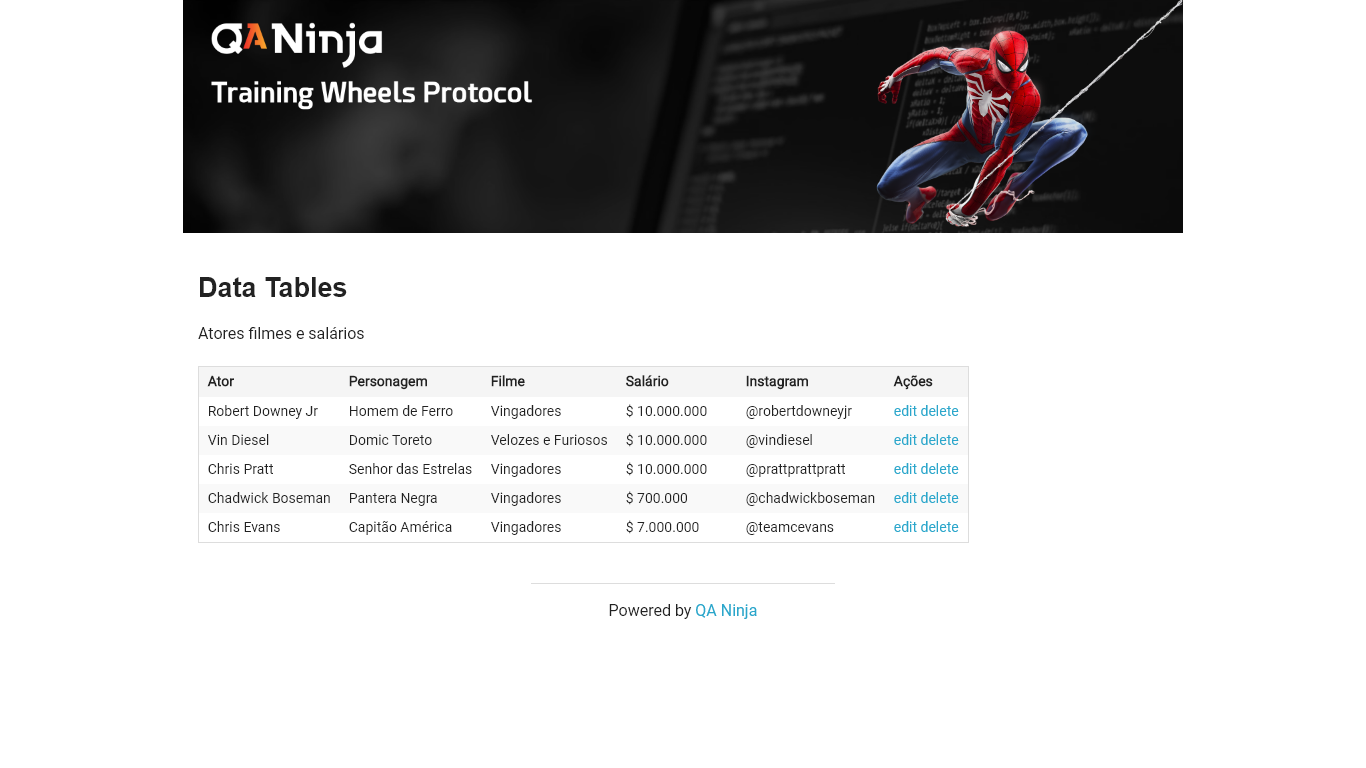 QANinja
Training Wheels Protocol
Data Tables
Atores filmes e salários
Ator Personagem Filme Salário Instagram Ações
Robert Downey Jr Homem de Ferro Vingadores $ 10.000.000 @robertdowneyjr edit delete
Vin Diesel Domic Toreto Velozes e Furiosos $ 10.000.000 @vindiesel edit delete
Chris Pratt Senhor das Estrelas Vingadores $ 10.000.000 @prattprattpratt edit delete
Chadwick Boseman Pantera Negra Vingadores $ 700.000 @chadwickboseman edit delete
Chris Evans Capitão América Vingadores $ 7.000.000 @teamcevans edit delete
Powered by QA Ninja